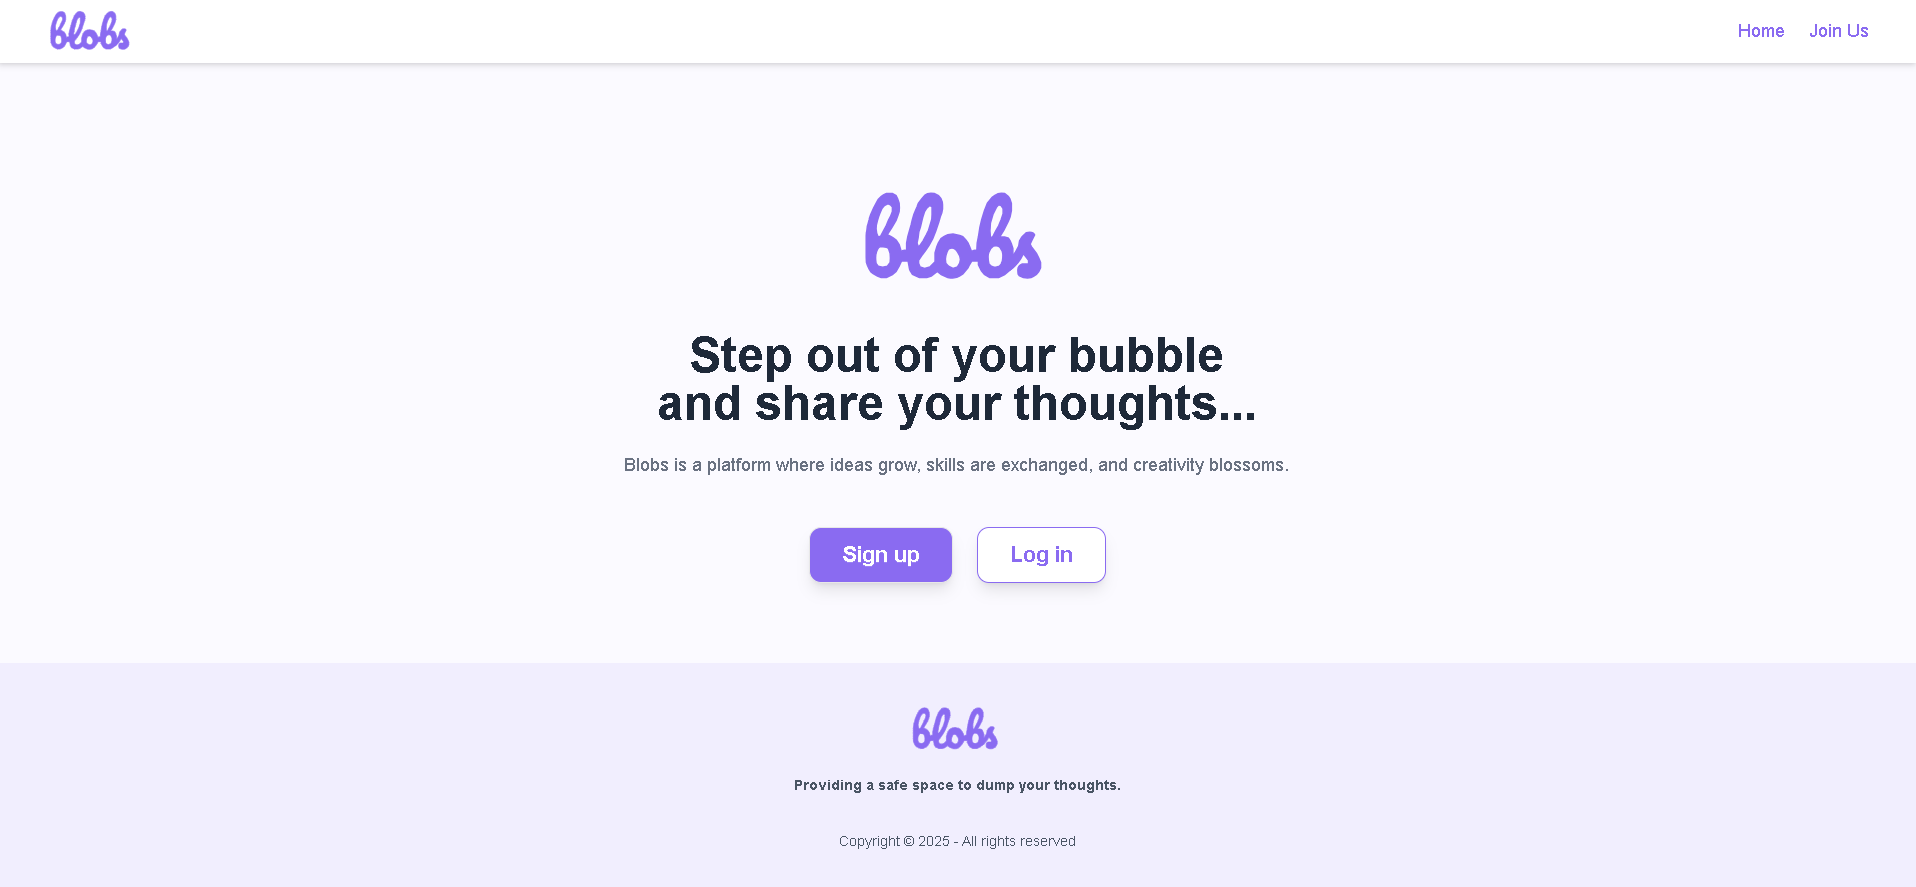 blobs
Home
Join Us
blobs
Step out of your bubble
and share your thoughts...
Blobs is a platform where ideas grow, skills are exchanged, and creativity blossoms.
Sign up
Log in
blobs
Providing a safe space to dump your thoughts.
Copyright © 2025 - All rights reserved